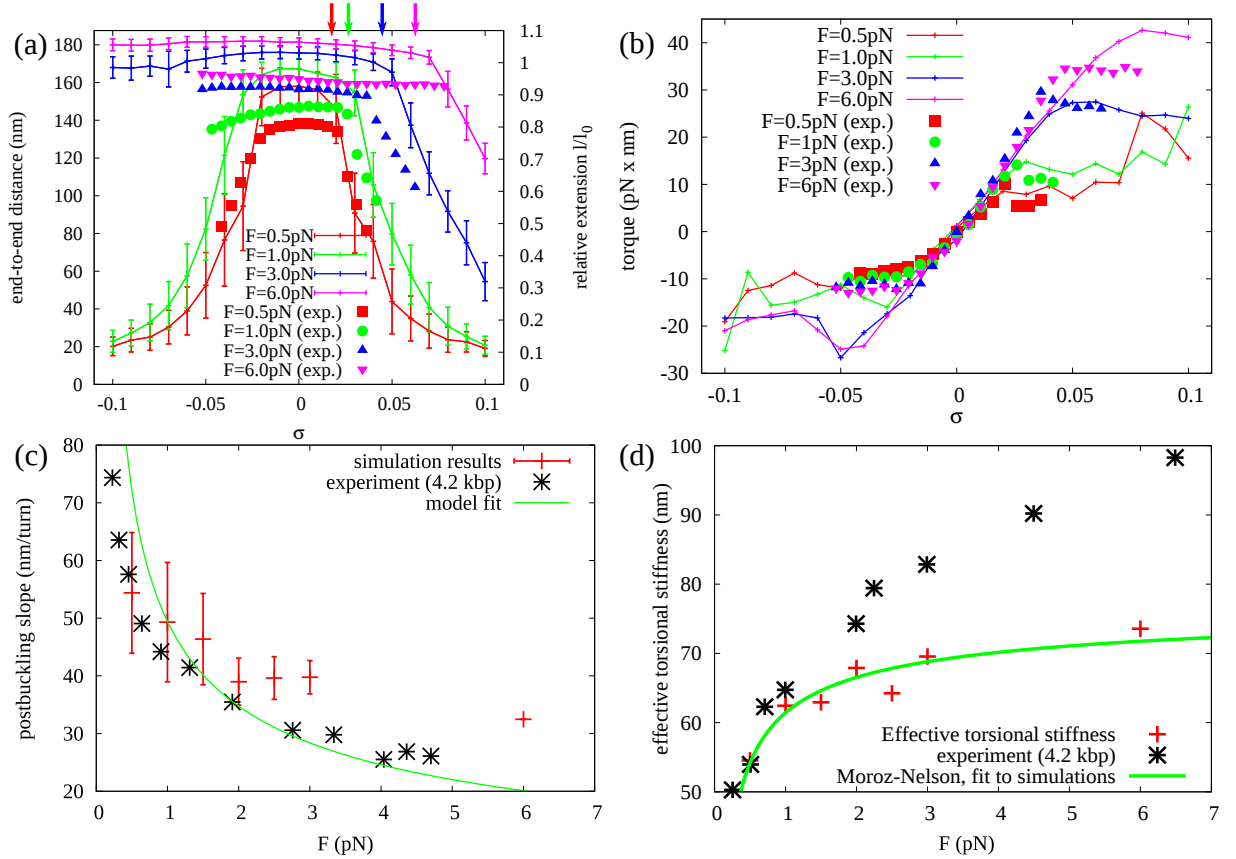 (a)
end-to-end distance (nm)
180
160
140
120
100
80
60
40
20
0
-0.1
-0.05
0
0.05
0.1
σ
1.1
1
0.9
0.8
0.7
0.6
0.5
0.4
0.3
0.2
0.1
0
relative extension l/l0
F=0.5pN
F=1.0pN
F=3.0pN
F=6.0pN
F=0.5pN (exp.)
F=1.0pN (exp.)
F=3.0pN (exp.)
F=6.0pN (exp.)
(b)
torque (pN x nm)
40
30
20
10
0
-10
-20
-30
-0.1
-0.05
0
0.05
0.1
σ
F=0.5pN
F=1.0pN
F=3.0pN
F=6.0pN
F=0.5pN (exp.)
F=1pN (exp.)
F=3pN (exp.)
F=6pN (exp.)
(c)
postbuckling slope (nm/turn)
80
70
60
50
40
30
20
0
1
2
3
4
5
6
7
F (pN)
simulation results
experiment (4.2 kbp)
model fit
(d)
effective torsional stiffness (nm)
100
90
80
70
60
50
0
1
2
3
4
5
6
7
F (pN)
Effective torsional stiffness
experiment (4.2 kbp)
Moroz-Nelson, fit to simulations